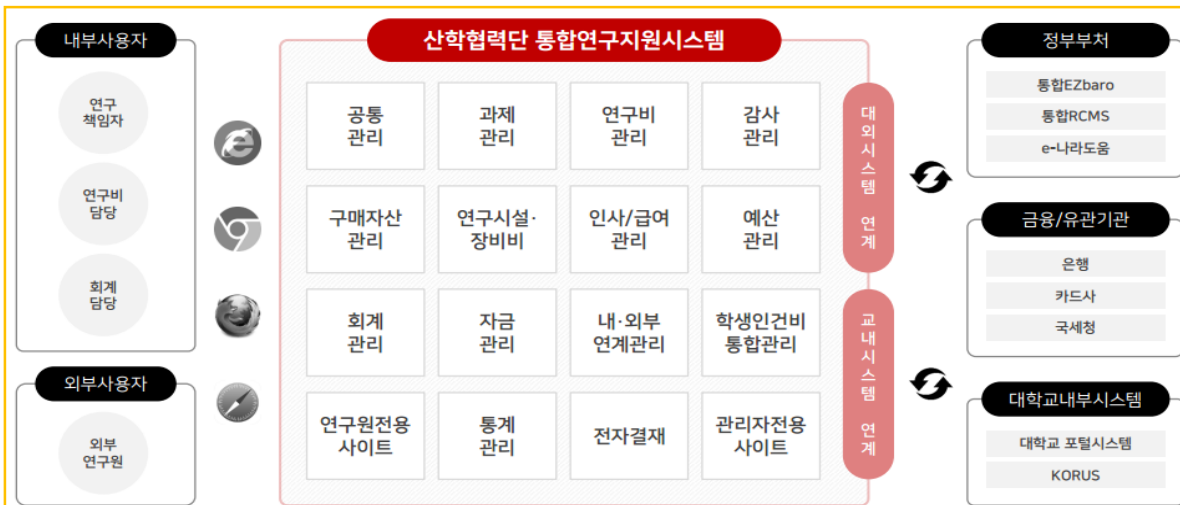 내부사용자
연구
책임자
연구비
담당
회계
담당
외부사용자
외부
연구원
산학협력단 통합연구지원시스템
공통
관리
과제
관리
연구비
관리
감사
관리
구매자산
관리
연구시설·
장비비
인사/급여
관리
예산
관리
회계
관리
자금
관리
내·외부
연계관리
학생인건비
통합관리
연구원전용
사이트
통계
관리
전자결재
관리자전용
사이트
대외시스템 연계
교내시스템 연계
정부부처
통합EZbaro
통합RCMS
e-나라도움
금융/유관기관
은행
카드사
국세청
대학교내부시스템
대학교 포털시스템
KORUS